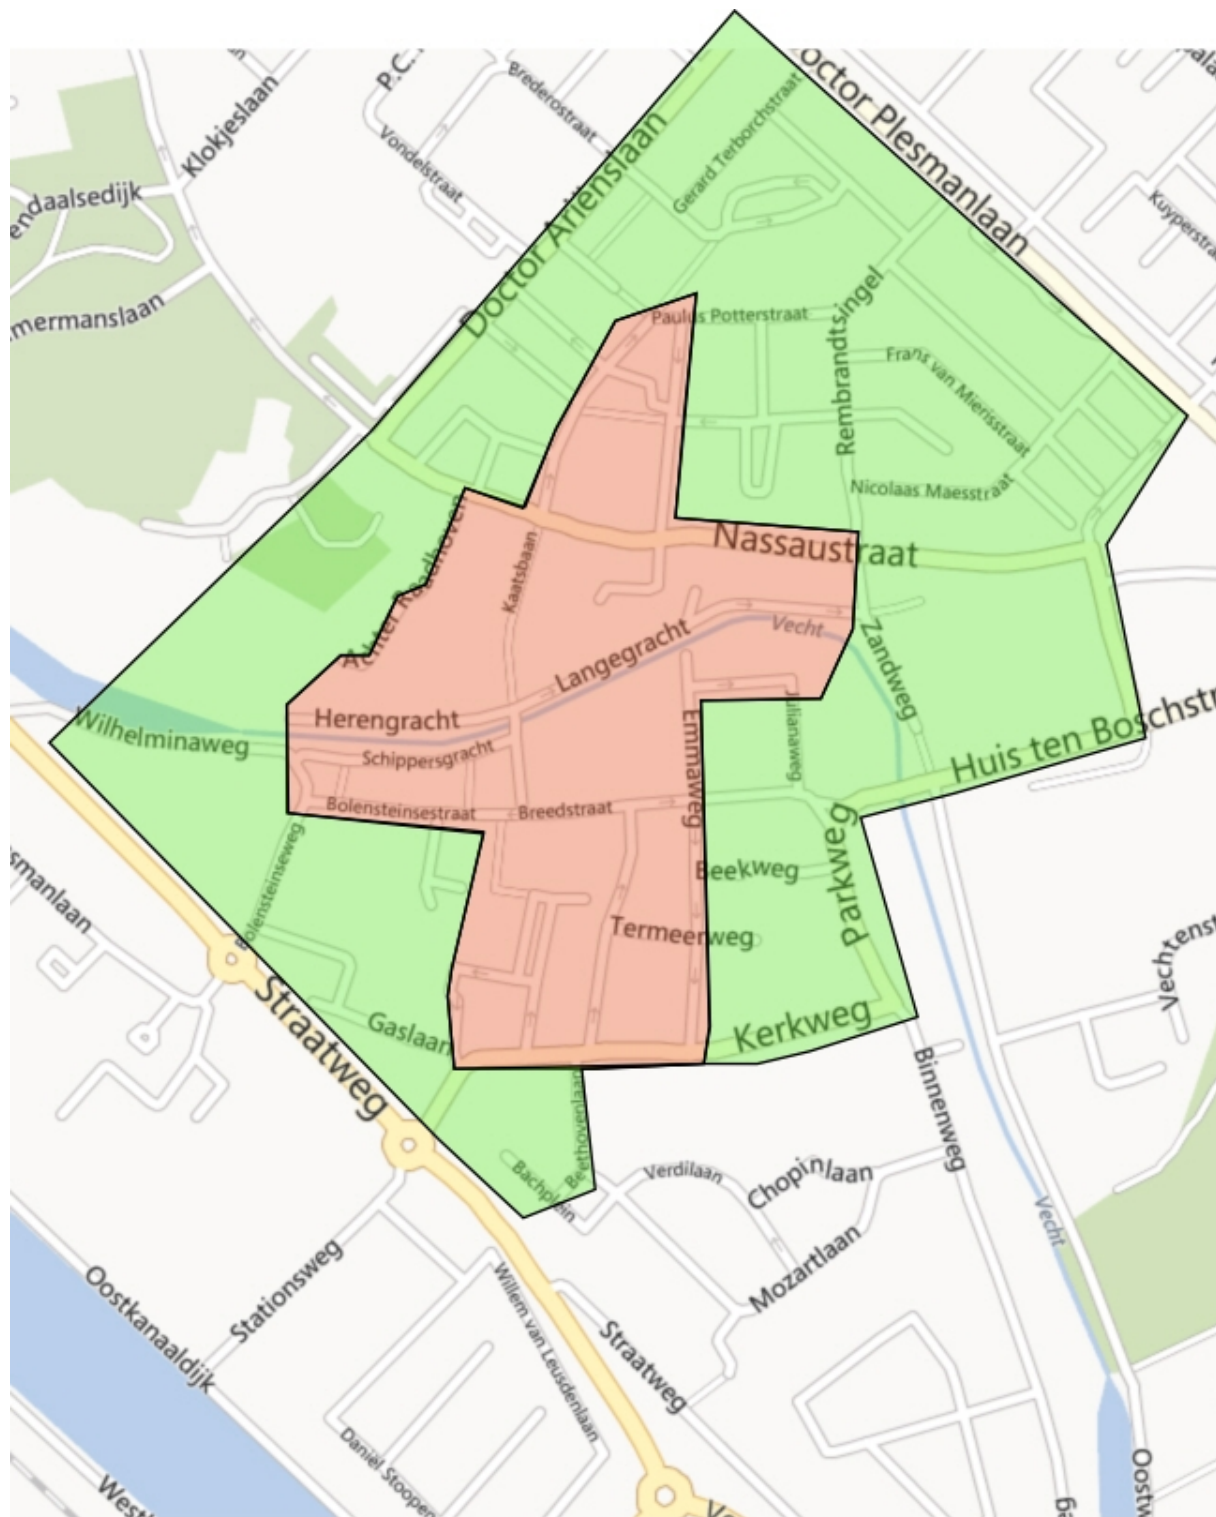 P.C.
Brederostraat
Doctor Plesmanlaan
Klokjeslaan
Vondelstraat
Gerard Terborchstraat
endaalsedijk
Kuyperstra
Doctor Ariënslaan
mermanslaan
Paulus Potterstraat
Rembrandtsingel
Frans van Mierisstraat
Nicolaas Maesstraat
Achter Raadhoven
Kaatsbaan
Nassaustraat
Langegracht
Vecht
Zandweg
Wilhelminaweg
Herengracht
Schippersgracht
Emmaweg
Julianaweg
Huis ten Boschstr
Bolensteinsestraat
Breedstraat
Bolensteinseweg
Beekweg
Parkweg
smanlaan
Termeerweg
Vechtenst
Straatweg
Gaslaan
Kerkweg
Binnenweg
Beethovenlaan
Bachplein
Verdilaan
Chopinlaan
Vecht
Mozartlaan
Stationsweg
Oostkanaaldijk
Willem van Leusdenlaan
Straatweg
Daniël Stoopen
Westk
Oostw